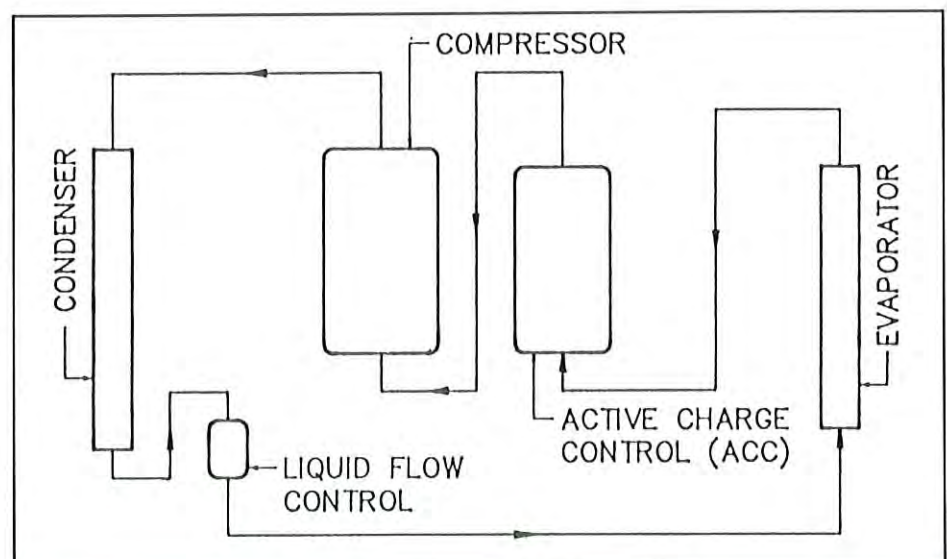 COMPRESSOR
CONDENSER
EVAPORATOR
ACTIVE CHARGE
CONTROL (ACC)
LIQUID FLOW
CONTROL